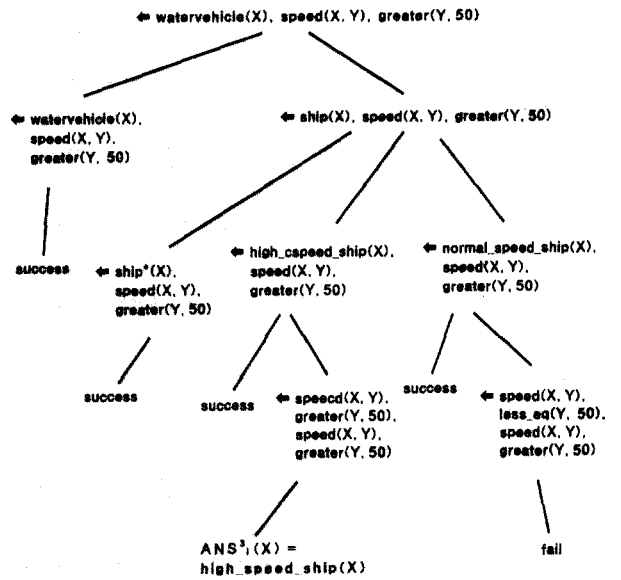 ⇐ watervehicle(X), speed(X, Y), greater(Y, 50)
⇐ watervehicle(X),
speed(X, Y),
greater(Y, 50)
⇐ ship(X), speed(X, Y), greater(Y, 50)
success
⇐ ship*(X),
speed(X, Y),
greater(Y, 50)
⇐ high_cspeed_ship(X),
speed(X, Y),
greater(Y, 50)
⇐ normal_speed_ship(X),
speed(X, Y),
greater(Y, 50)
success
success
⇐ speecd(X, Y),
greater(Y, 50),
speed(X, Y),
greater(Y, 50)
success
⇐ speed(X, Y),
less_eq(Y, 50),
speed(X, Y),
greater(Y, 50)
ANS³ᵢ(X) =
high_speed_ship(X)
fail